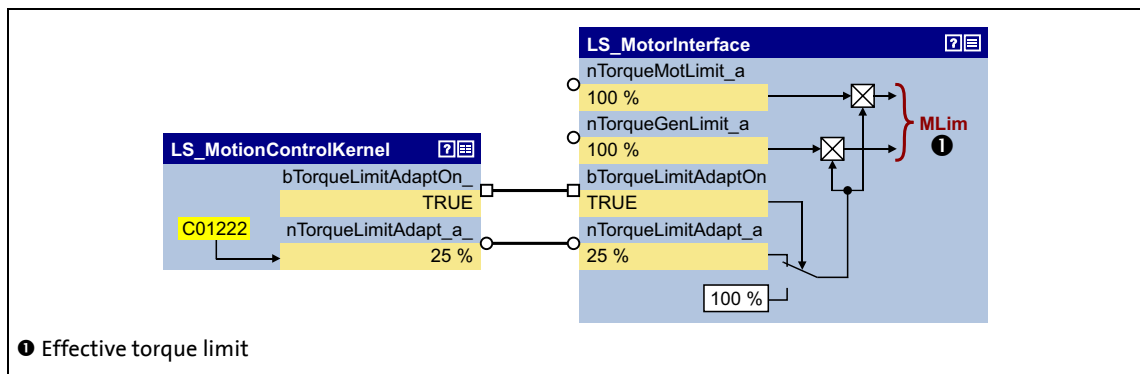 LS_MotorInterface
nTorqueMotLimit_a
100 %
nTorqueGenLimit_a
100 %
MLim
❶
LS_MotionControlKernel
bTorqueLimitAdaptOn_
TRUE
bTorqueLimitAdaptOn
TRUE
C01222
nTorqueLimitAdapt_a_
25 %
nTorqueLimitAdapt_a
25 %
100 %
❶ Effective torque limit